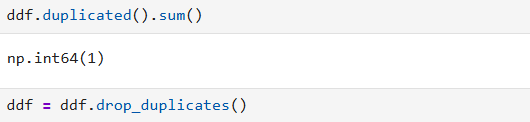 ddf.duplicated().sum()
np.int64(1)
ddf = ddf.drop_duplicates()